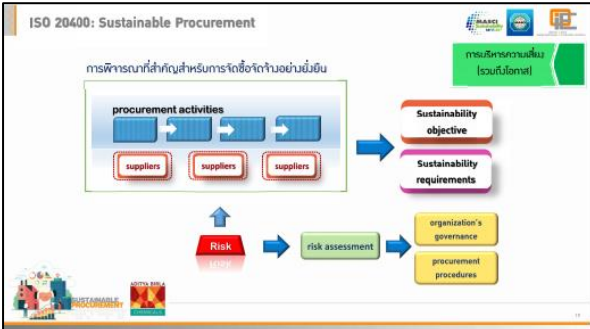 ISO 20400: Sustainable Procurement
MASCI
การบริหารความเสี่ยง
(รวมถึงโอกาส)
การพิจารณาที่สำคัญสำหรับการจัดซื้อจัดจ้างอย่างยั่งยืน
procurement activities
suppliers
suppliers
suppliers
Sustainability
objective
Sustainability
requirements
Risk
risk assessment
organization's
governance
procurement
procedures
SUSTAINABLE
PROCUREMENT
ADITYA BIRLA
CHEMICALS